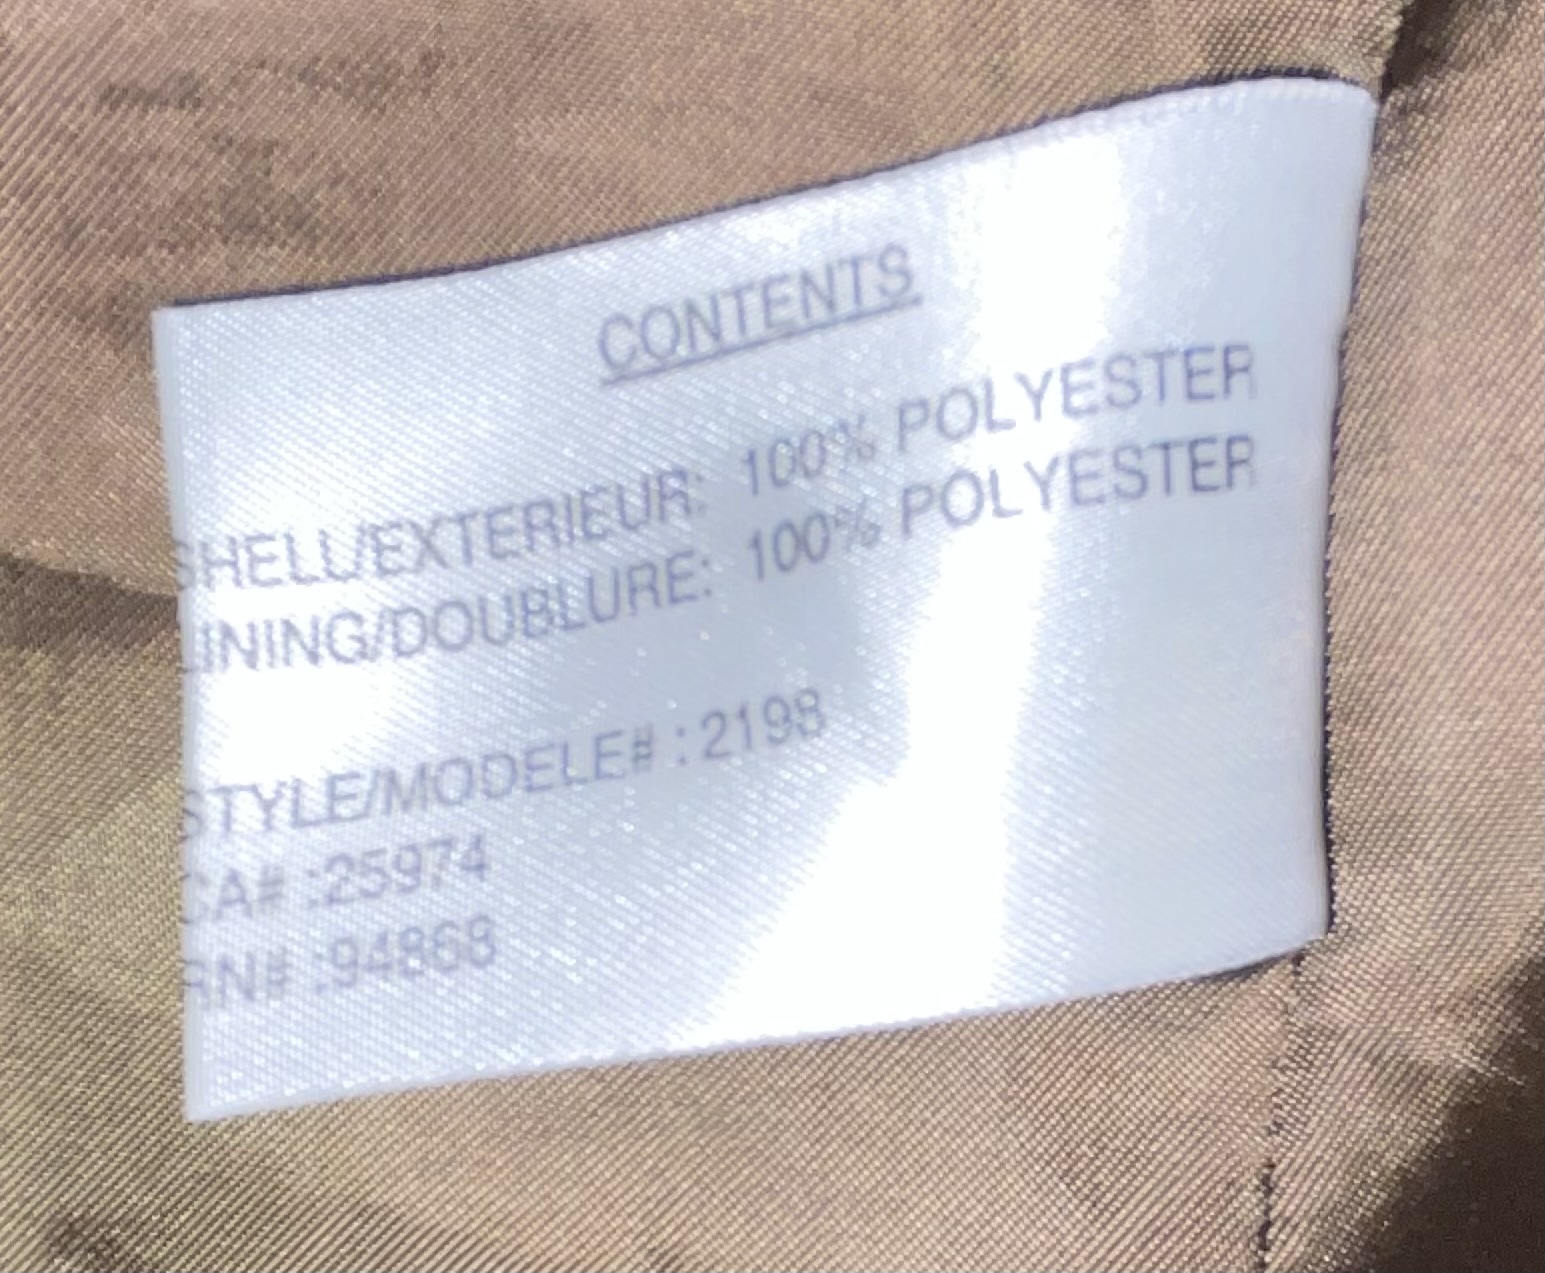 CONTENTS
SHELL/EXTERIEUR: 100% POLYESTER
LINING/DOUBLURE: 100% POLYESTER
STYLE/MODELE# : 2198
CA# :25974
RN# :94868